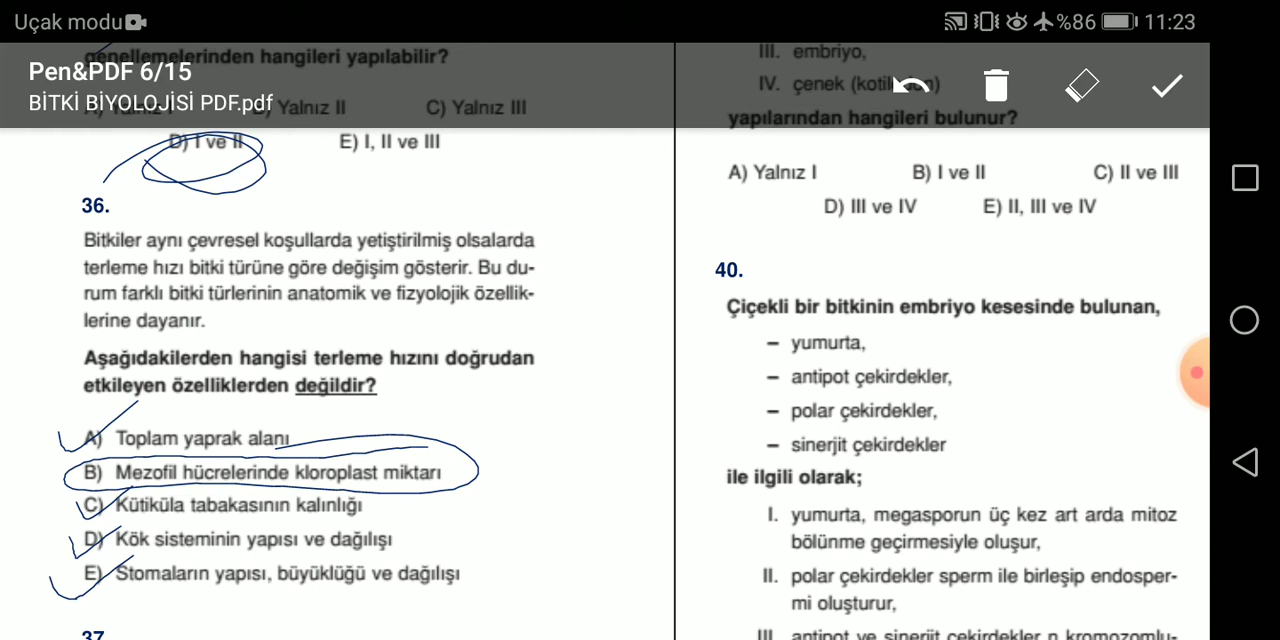 Uçak modu
%86
11:23
Pen&PDF 6/15
BİTKİ BİYOLOJİSİ PDF.pdf
genellemelerinden hangileri yapılabilir?
Yalnız II
C) Yalnız III
D) I ve II
E) I, II ve III
36.
Bitkiler aynı çevresel koşullarda yetiştirilmiş olsalarda
terleme hızı bitki türüne göre değişim gösterir. Bu du-
rum farklı bitki türlerinin anatomik ve fizyolojik özellik-
lerine dayanır.
Aşağıdakilerden hangisi terleme hızını doğrudan
etkileyen özelliklerden değildir?
A) Toplam yaprak alanı
B) Mezofil hücrelerinde kloroplast miktarı
C) Kütiküla tabakasının kalınlığı
D) Kök sisteminin yapısı ve dağılışı
E) Stomaların yapısı, büyüklüğü ve dağılışı
37.
III. embriyo,
IV. çenek
yapılarından hangileri bulunur?
A) Yalnız I
B) I ve II
C) II ve III
D) III ve IV
E) II, III ve IV
40.
Çiçekli bir bitkinin embriyo kesesinde bulunan,
– yumurta,
– antipot çekirdekler,
– polar çekirdekler,
– sinerjit çekirdekler
ile ilgili olarak;
I. yumurta, megasporun üç kez art arda mitoz
bölünme geçirmesiyle oluşur,
II. polar çekirdekler sperm ile birleşip endosper-
mi oluşturur,
III. antipot ve sinerjit çekirdekler n kromozomlu-